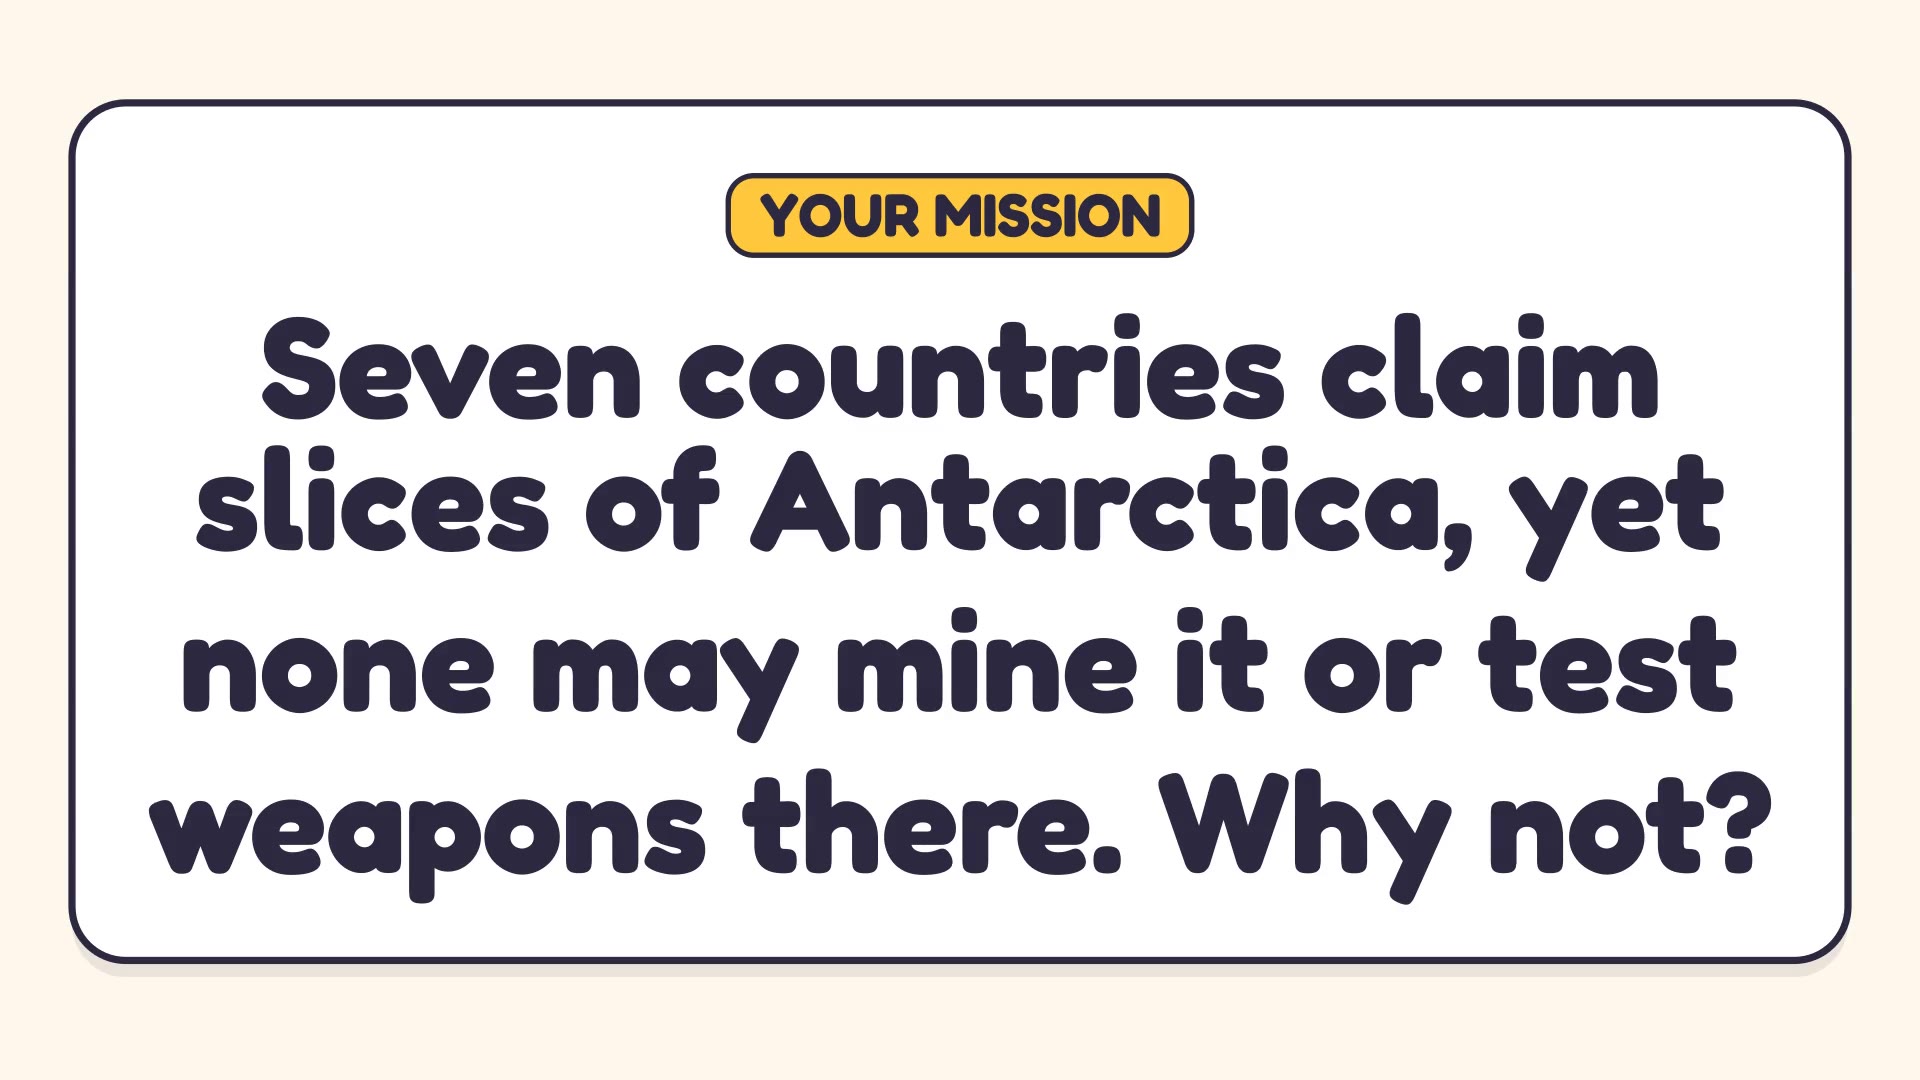 YOUR MISSION
Seven countries claim
slices of Antarctica, yet
none may mine it or test
weapons there. Why not?